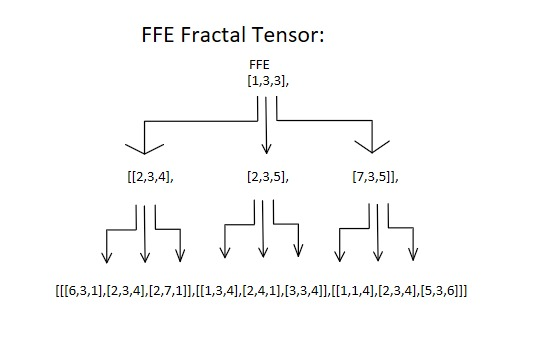 FFE Fractal Tensor:
FFE
[1,3,3],
[[2,3,4], [2,3,5], [7,3,5]],
[[[6,3,1],[2,3,4],[2,7,1]],[[1,3,4],[2,4,1],[3,3,4]],[[1,1,4],[2,3,4],[5,3,6]]]